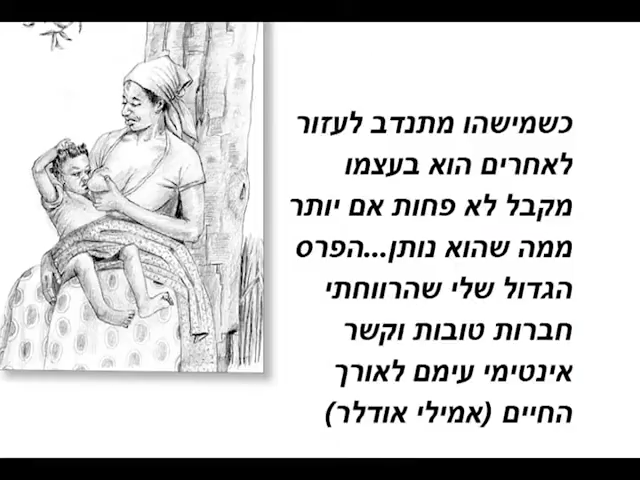 כשמישהו מתנדב לעזור
לאחרים הוא בעצמו
מקבל לא פחות אם יותר
ממה שהוא נותן...הפרס
הגדול שלי שהרווחתי
חברות טובות וקשר
אינטימי עימם לאורך
החיים (אמילי אודלר)